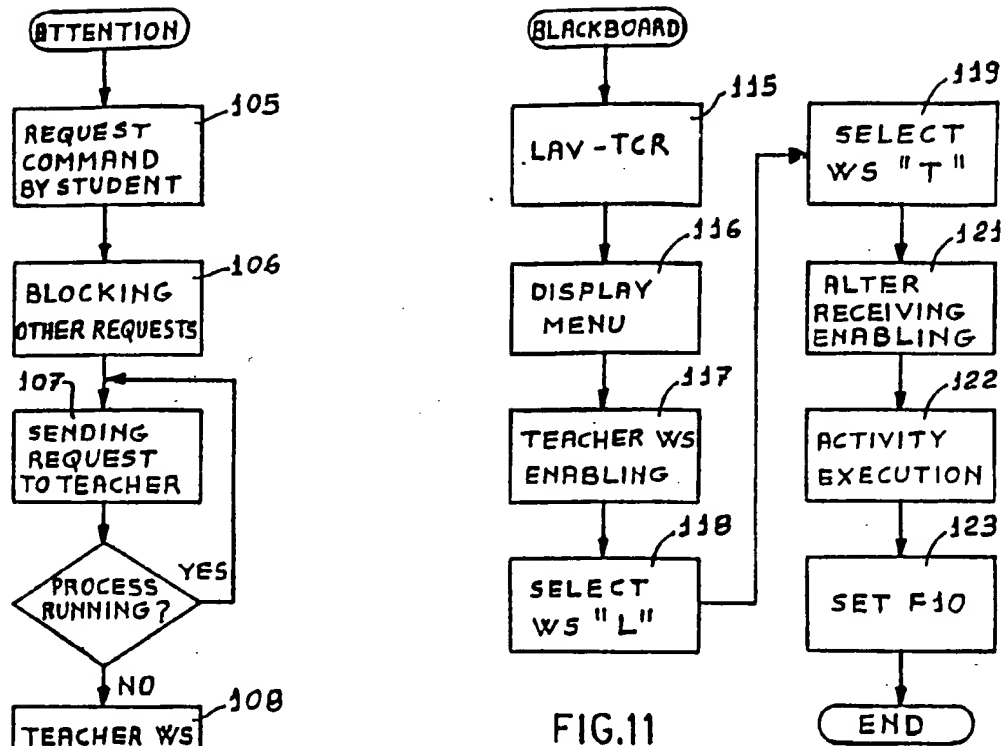 ATTENTION
105
REQUEST
COMMAND
BY STUDENT
106
BLOCKING
OTHER REQUESTS
107
SENDING
REQUEST
TO TEACHER
PROCESS
RUNNING?
YES
NO
108
TEACHER WS
BLACKBOARD
115
LAV-TCR
116
DISPLAY
MENU
117
TEACHER WS
ENABLING
118
SELECT
WS "L"
119
SELECT
WS "T"
121
ALTER
RECEIVING
ENABLING
122
ACTIVITY
EXECUTION
123
SET F10
END
FIG.11